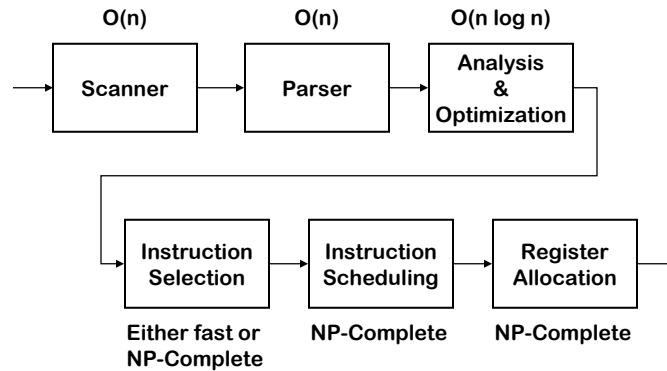 O(n)
O(n)
O(n log n)
Scanner
Parser
Analysis
&
Optimization
Instruction
Selection
Instruction
Scheduling
Register
Allocation
Either fast or
NP-Complete
NP-Complete
NP-Complete